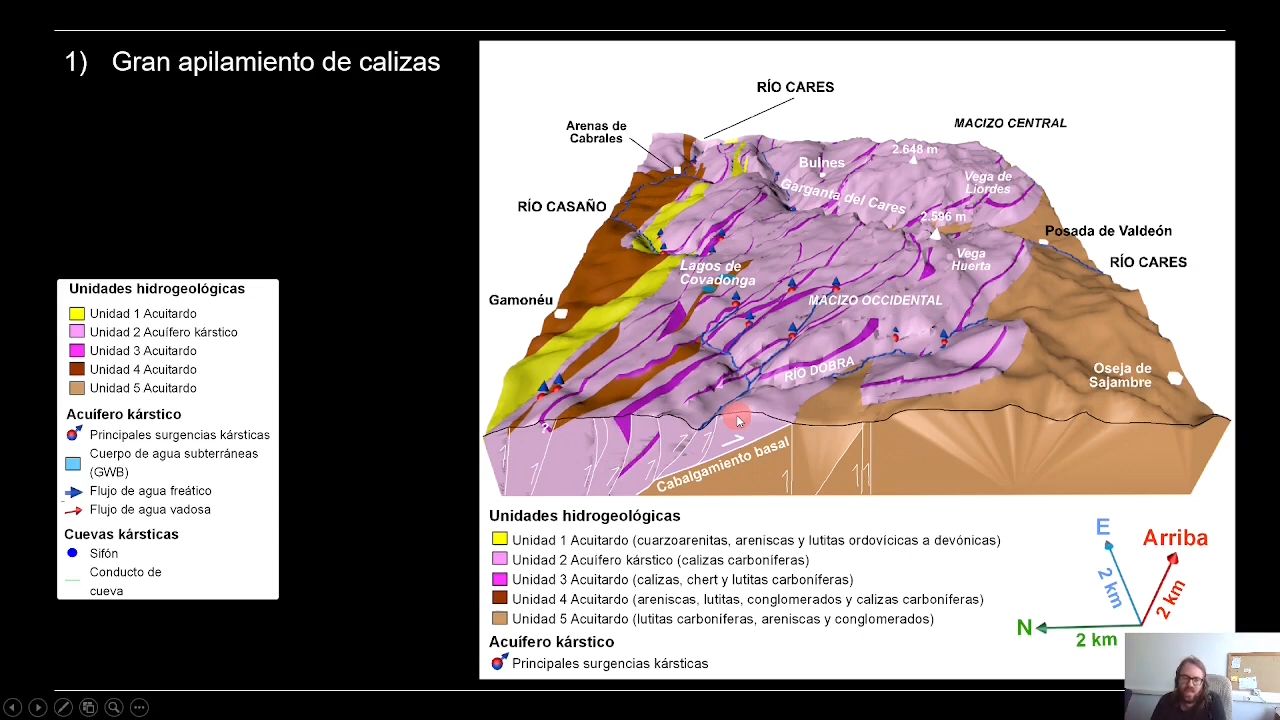 1) Gran apilamiento de calizas
RÍO CARES
MACIZO CENTRAL
Arenas de
Cabrales
2.648 m
Bulnes
Vega de
Liordes
Garganta del Cares
RÍO CASAÑO
2.596 m
Posada de Valdeón
Vega
Huerta
RÍO CARES
Lagos de
Covadonga
Gamonéu
MACIZO OCCIDENTAL
RÍO DOBRA
Oseja de
Sajambre
Cabalgamiento basal
Unidades hidrogeológicas
Unidad 1 Acuitardo
Unidad 2 Acuífero kárstico
Unidad 3 Acuitardo
Unidad 4 Acuitardo
Unidad 5 Acuitardo
Acuífero kárstico
Principales surgencias kársticas
Cuerpo de agua subterráneas
(GWB)
Flujo de agua freático
Flujo de agua vadosa
Cuevas kársticas
Sifón
Conducto de
cueva
Unidades hidrogeológicas
Unidad 1 Acuitardo (cuarzoarenitas, areniscas y lutitas ordovícicas a devónicas)
Unidad 2 Acuífero kárstico (calizas carboníferas)
Unidad 3 Acuitardo (calizas, chert y lutitas carboníferas)
Unidad 4 Acuitardo (areniscas, lutitas, conglomerados y calizas carboníferas)
Unidad 5 Acuitardo (lutitas carboníferas, areniscas y conglomerados)
Acuífero kárstico
Principales surgencias kársticas
E
Arriba
2 km
2 km
N
2 km